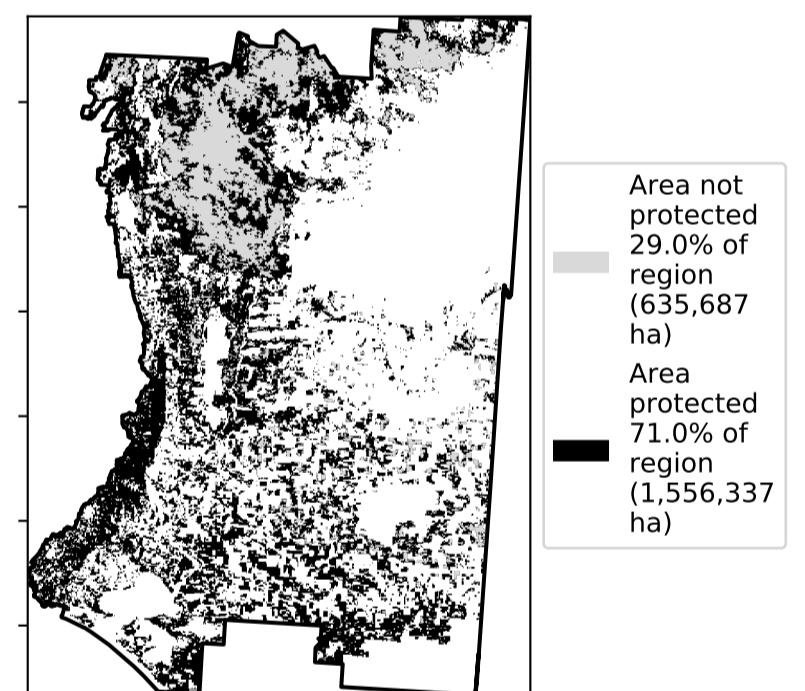 Area not
protected
29.0% of
region
(635,687
ha)
Area
protected
71.0% of
region
(1,556,337
ha)